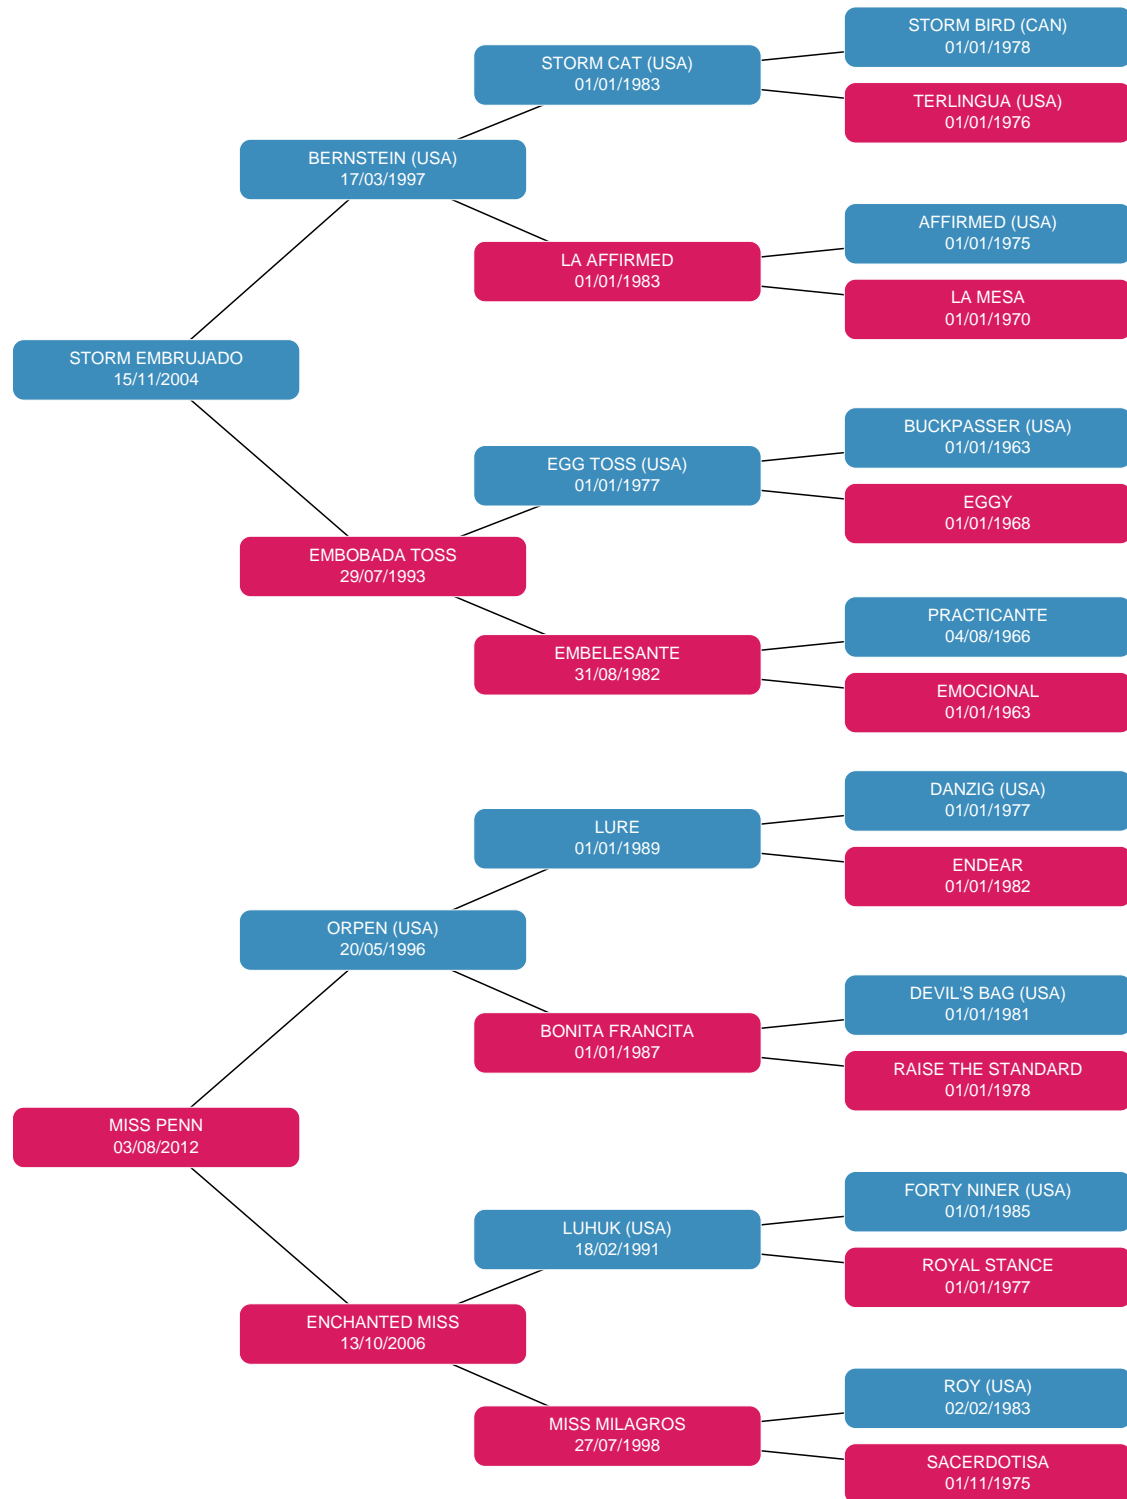 STORM BIRD (CAN)
01/01/1978
STORM CAT (USA)
01/01/1983
TERLINGUA (USA)
01/01/1976
BERNSTEIN (USA)
17/03/1997
AFFIRMED (USA)
01/01/1975
LA AFFIRMED
01/01/1983
LA MESA
01/01/1970
STORM EMBRUJADO
15/11/2004
BUCKPASSER (USA)
01/01/1963
EGG TOSS (USA)
01/01/1977
EGGY
01/01/1968
EMBOBADA TOSS
29/07/1993
PRACTICANTE
04/08/1966
EMBELESANTE
31/08/1982
EMOCIONAL
01/01/1963
DANZIG (USA)
01/01/1977
LURE
01/01/1989
ENDEAR
01/01/1982
ORPEN (USA)
20/05/1996
DEVIL'S BAG (USA)
01/01/1981
BONITA FRANCITA
01/01/1987
RAISE THE STANDARD
01/01/1978
MISS PENN
03/08/2012
FORTY NINER (USA)
01/01/1985
LUHUK (USA)
18/02/1991
ROYAL STANCE
01/01/1977
ENCHANTED MISS
13/10/2006
ROY (USA)
02/02/1983
MISS MILAGROS
27/07/1998
SACERDOTISA
01/11/1975